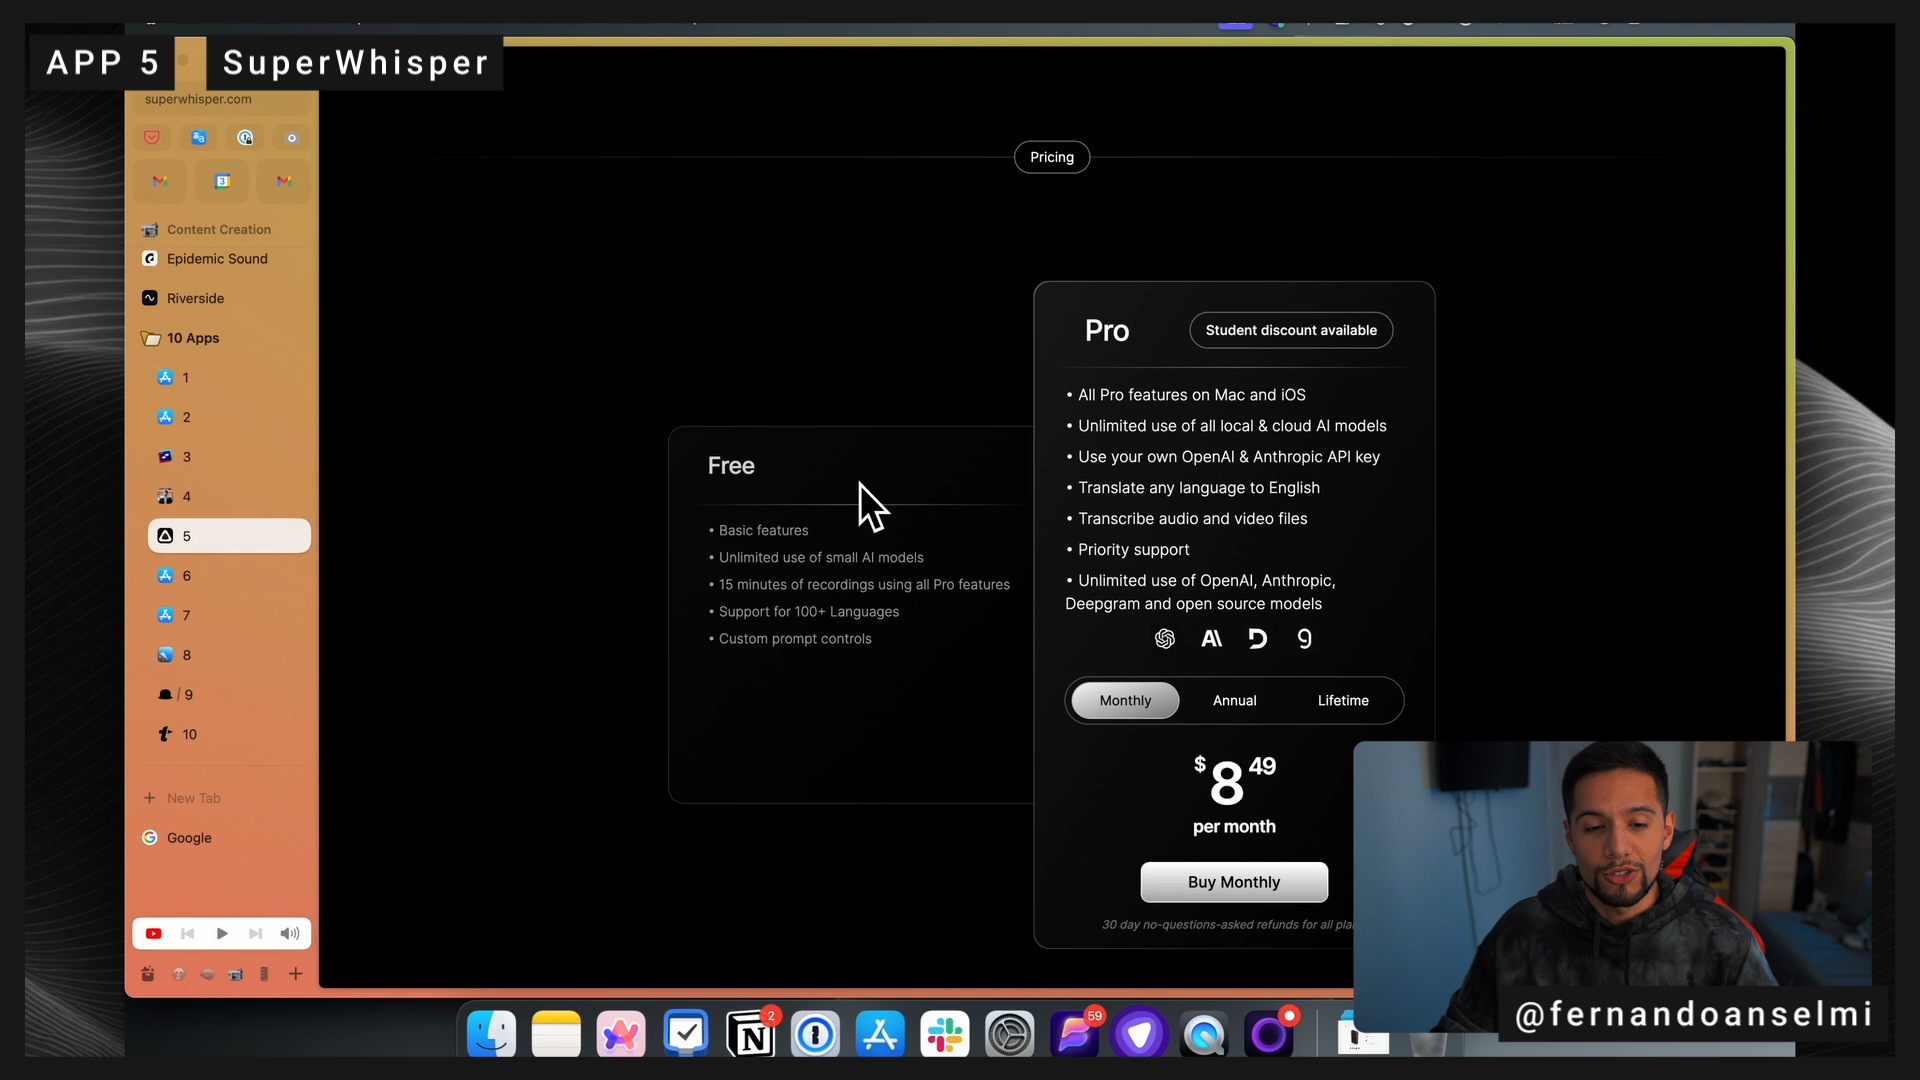 APP 5
SuperWhisper
superwhisper.com
3
Content Creation
Epidemic Sound
Riverside
10 Apps
1
2
3
4
5
6
7
8
/ 9
10
New Tab
Google
Pricing
Free
• Basic features
• Unlimited use of small AI models
• 15 minutes of recordings using all Pro features
• Support for 100+ Languages
• Custom prompt controls
Pro
Student discount available
• All Pro features on Mac and iOS
• Unlimited use of all local & cloud AI models
• Use your own OpenAI & Anthropic API key
• Translate any language to English
• Transcribe audio and video files
• Priority support
• Unlimited use of OpenAI, Anthropic,
Deepgram and open source models
Monthly
Annual
Lifetime
$8 49
per month
Buy Monthly
30 day no-questions-asked refunds for all
2
59
@fernandoanselmi